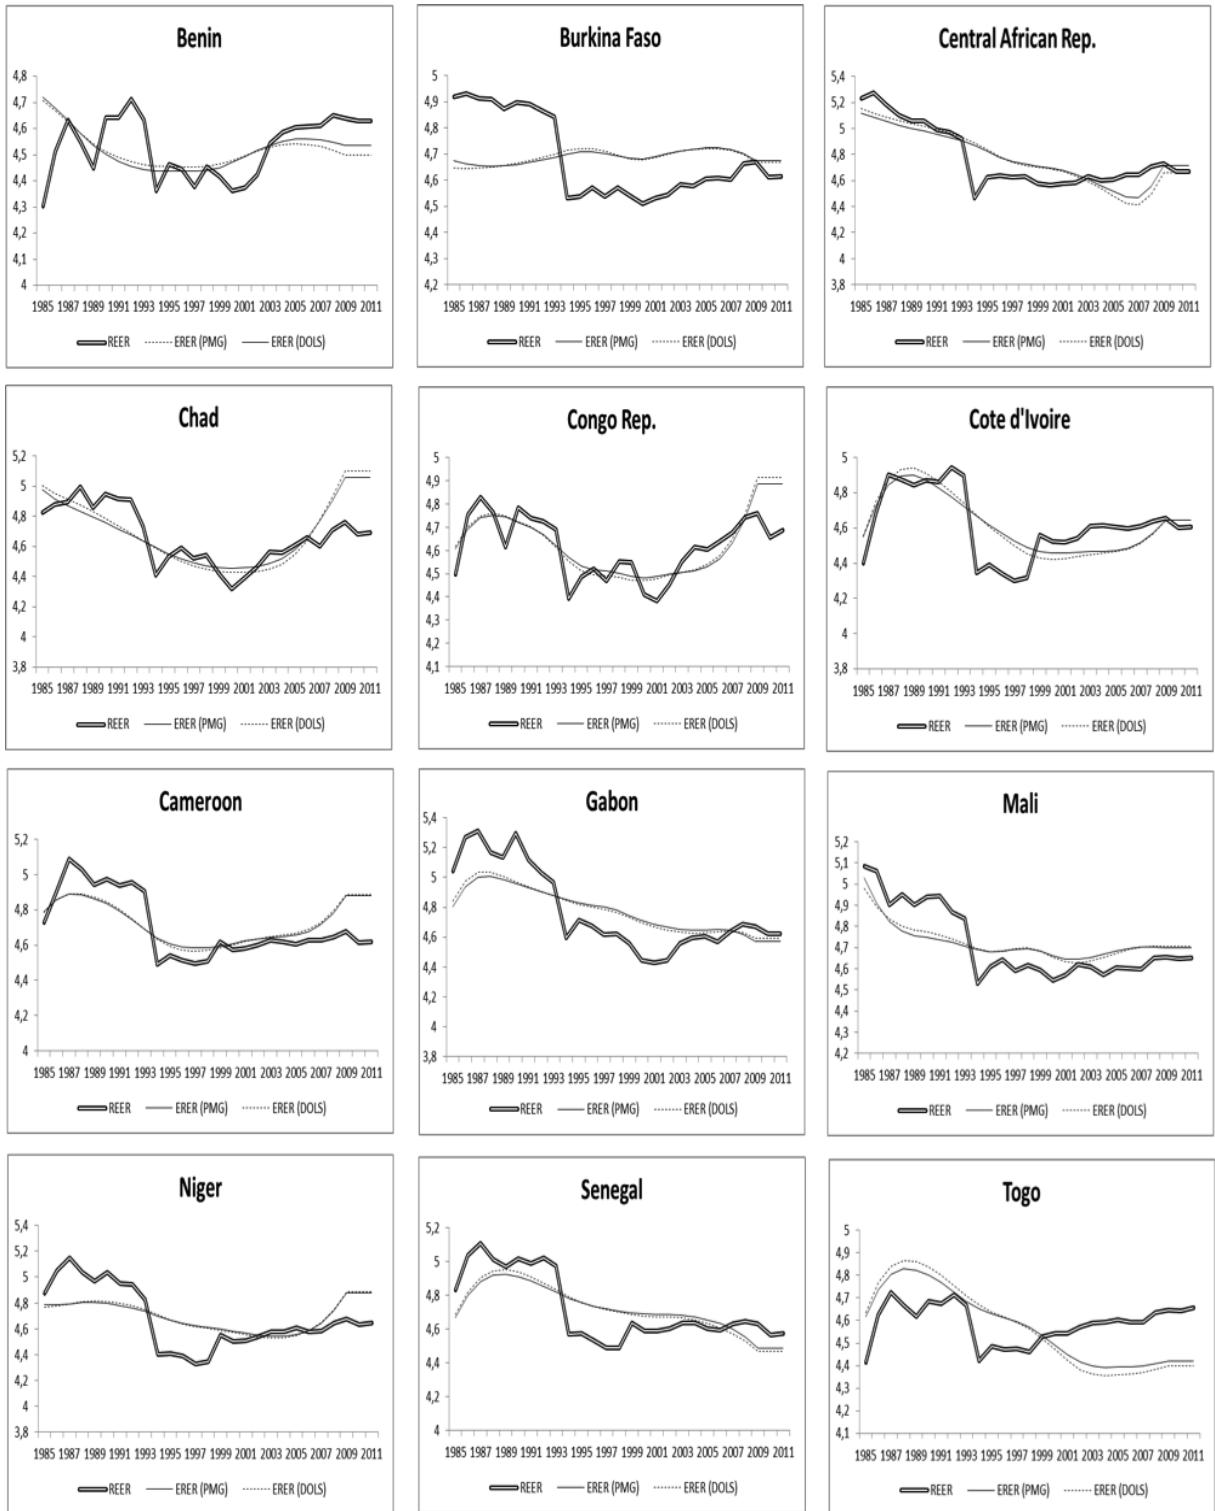 Benin
4,8
4,7
4,6
4,5
4,4
4,3
4,2
4,1
4
1985 1987 1989 1991 1993 1995 1997 1999 2001 2003 2005 2007 2009 2011
REER ERER (PMG) ERER (DOLS)
Burkina Faso
5
4,9
4,8
4,7
4,6
4,5
4,4
4,3
4,2
1985 1987 1989 1991 1993 1995 1997 1999 2001 2003 2005 2007 2009 2011
REER ERER (PMG) ERER (DOLS)
Central African Rep.
5,4
5,2
5
4,8
4,6
4,4
4,2
4
3,8
1985 1987 1989 1991 1993 1995 1997 1999 2001 2003 2005 2007 2009 2011
REER ERER (PMG) ERER (DOLS)
Chad
5,2
5
4,8
4,6
4,4
4,2
4
3,8
1985 1987 1989 1991 1993 1995 1997 1999 2001 2003 2005 2007 2009 2011
REER ERER (PMG) ERER (DOLS)
Congo Rep.
5
4,9
4,8
4,7
4,6
4,5
4,4
4,3
4,2
4,1
1985 1987 1989 1991 1993 1995 1997 1999 2001 2003 2005 2007 2009 2011
REER ERER (PMG) ERER (DOLS)
Cote d'Ivoire
5
4,8
4,6
4,4
4,2
4
3,8
1985 1987 1989 1991 1993 1995 1997 1999 2001 2003 2005 2007 2009 2011
REER ERER (PMG) ERER (DOLS)
Cameroon
5,2
5
4,8
4,6
4,4
4,2
4
1985 1987 1989 1991 1993 1995 1997 1999 2001 2003 2005 2007 2009 2011
REER ERER (PMG) ERER (DOLS)
Gabon
5,4
5,2
5
4,8
4,6
4,4
4,2
4
3,8
1985 1987 1989 1991 1993 1995 1997 1999 2001 2003 2005 2007 2009 2011
REER ERER (PMG) ERER (DOLS)
Mali
5,2
5,1
5
4,9
4,8
4,7
4,6
4,5
4,4
4,3
4,2
1985 1987 1989 1991 1993 1995 1997 1999 2001 2003 2005 2007 2009 2011
REER ERER (PMG) ERER (DOLS)
Niger
5,4
5,2
5
4,8
4,6
4,4
4,2
4
3,8
1985 1987 1989 1991 1993 1995 1997 1999 2001 2003 2005 2007 2009 2011
REER ERER (PMG) ERER (DOLS)
Senegal
5,2
5
4,8
4,6
4,4
4,2
4
1985 1987 1989 1991 1993 1995 1997 1999 2001 2003 2005 2007 2009 2011
REER ERER (PMG) ERER (DOLS)
Togo
5
4,9
4,8
4,7
4,6
4,5
4,4
4,3
4,2
4,1
1985 1987 1989 1991 1993 1995 1997 1999 2001 2003 2005 2007 2009 2011
REER ERER (PMG) ERER (DOLS)